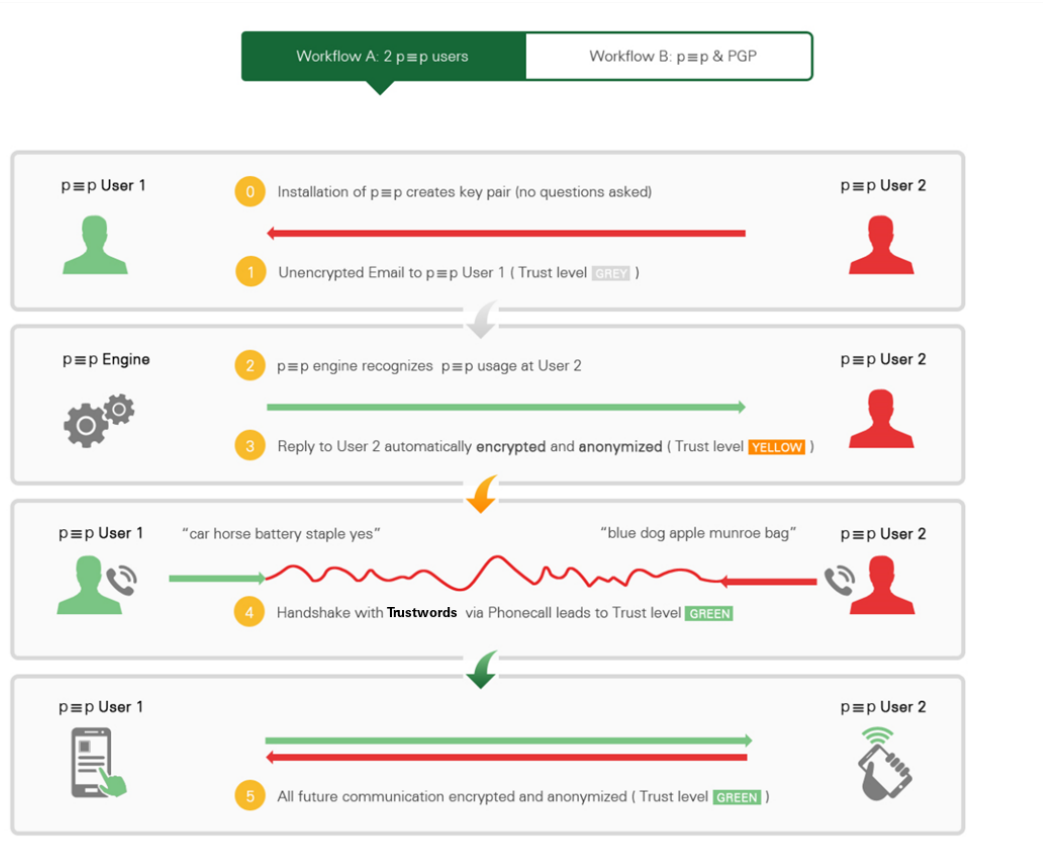 Workflow A: 2 p≡p users
Workflow B: p≡p & PGP
p≡p User 1
0 Installation of p≡p creates key pair (no questions asked)
p≡p User 2
1 Unencrypted Email to p≡p User 1 ( Trust level GREY )
p≡p Engine
2 p≡p engine recognizes p≡p usage at User 2
p≡p User 2
3 Reply to User 2 automatically encrypted and anonymized ( Trust level YELLOW )
p≡p User 1
"car horse battery staple yes"
"blue dog apple munroe bag"
p≡p User 2
4 Handshake with Trustwords via Phonecall leads to Trust level GREEN
p≡p User 1
p≡p User 2
5 All future communication encrypted and anonymized ( Trust level GREEN )